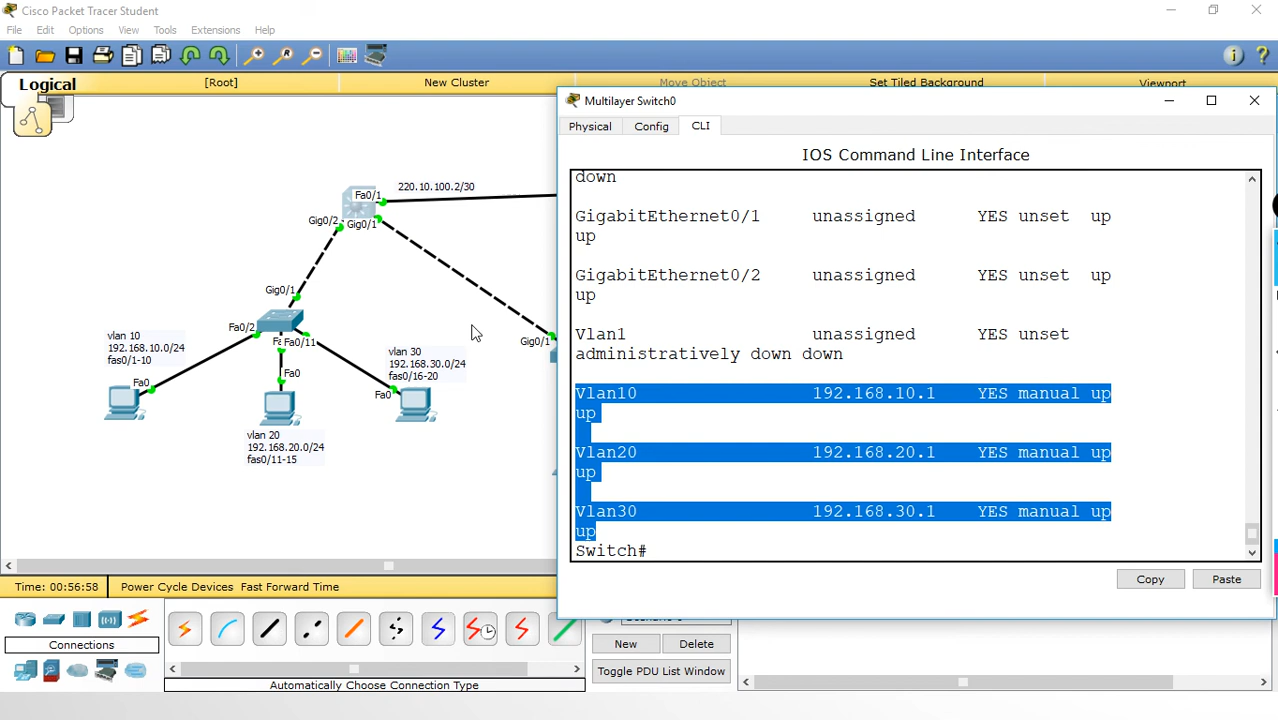 Cisco Packet Tracer Student
File Edit Options View Tools Extensions Help
Logical
[Root]
New Cluster
Move Object
Set Tiled Background
Viewport
Fa0/1
220.10.100.2/30
Gig0/2
Gig0/1
Gig0/1
Fa0/2
Fa0/11
Gig0/1
vlan 10
192.168.10.0/24
fas0/1-10
Fa0
Fa0
vlan 30
192.168.30.0/24
fas0/16-20
Fa0
vlan 20
192.168.20.0/24
fas0/11-15
Multilayer Switch0
Physical Config CLI
IOS Command Line Interface
down
GigabitEthernet0/1 unassigned YES unset up
up
GigabitEthernet0/2 unassigned YES unset up
up
Vlan1 unassigned YES unset
administratively down down
Vlan10 192.168.10.1 YES manual up
up
Vlan20 192.168.20.1 YES manual up
up
Vlan30 192.168.30.1 YES manual up
up
Switch#
Copy Paste
Time: 00:56:58 Power Cycle Devices Fast Forward Time
Connections
Automatically Choose Connection Type
New Delete
Toggle PDU List Window